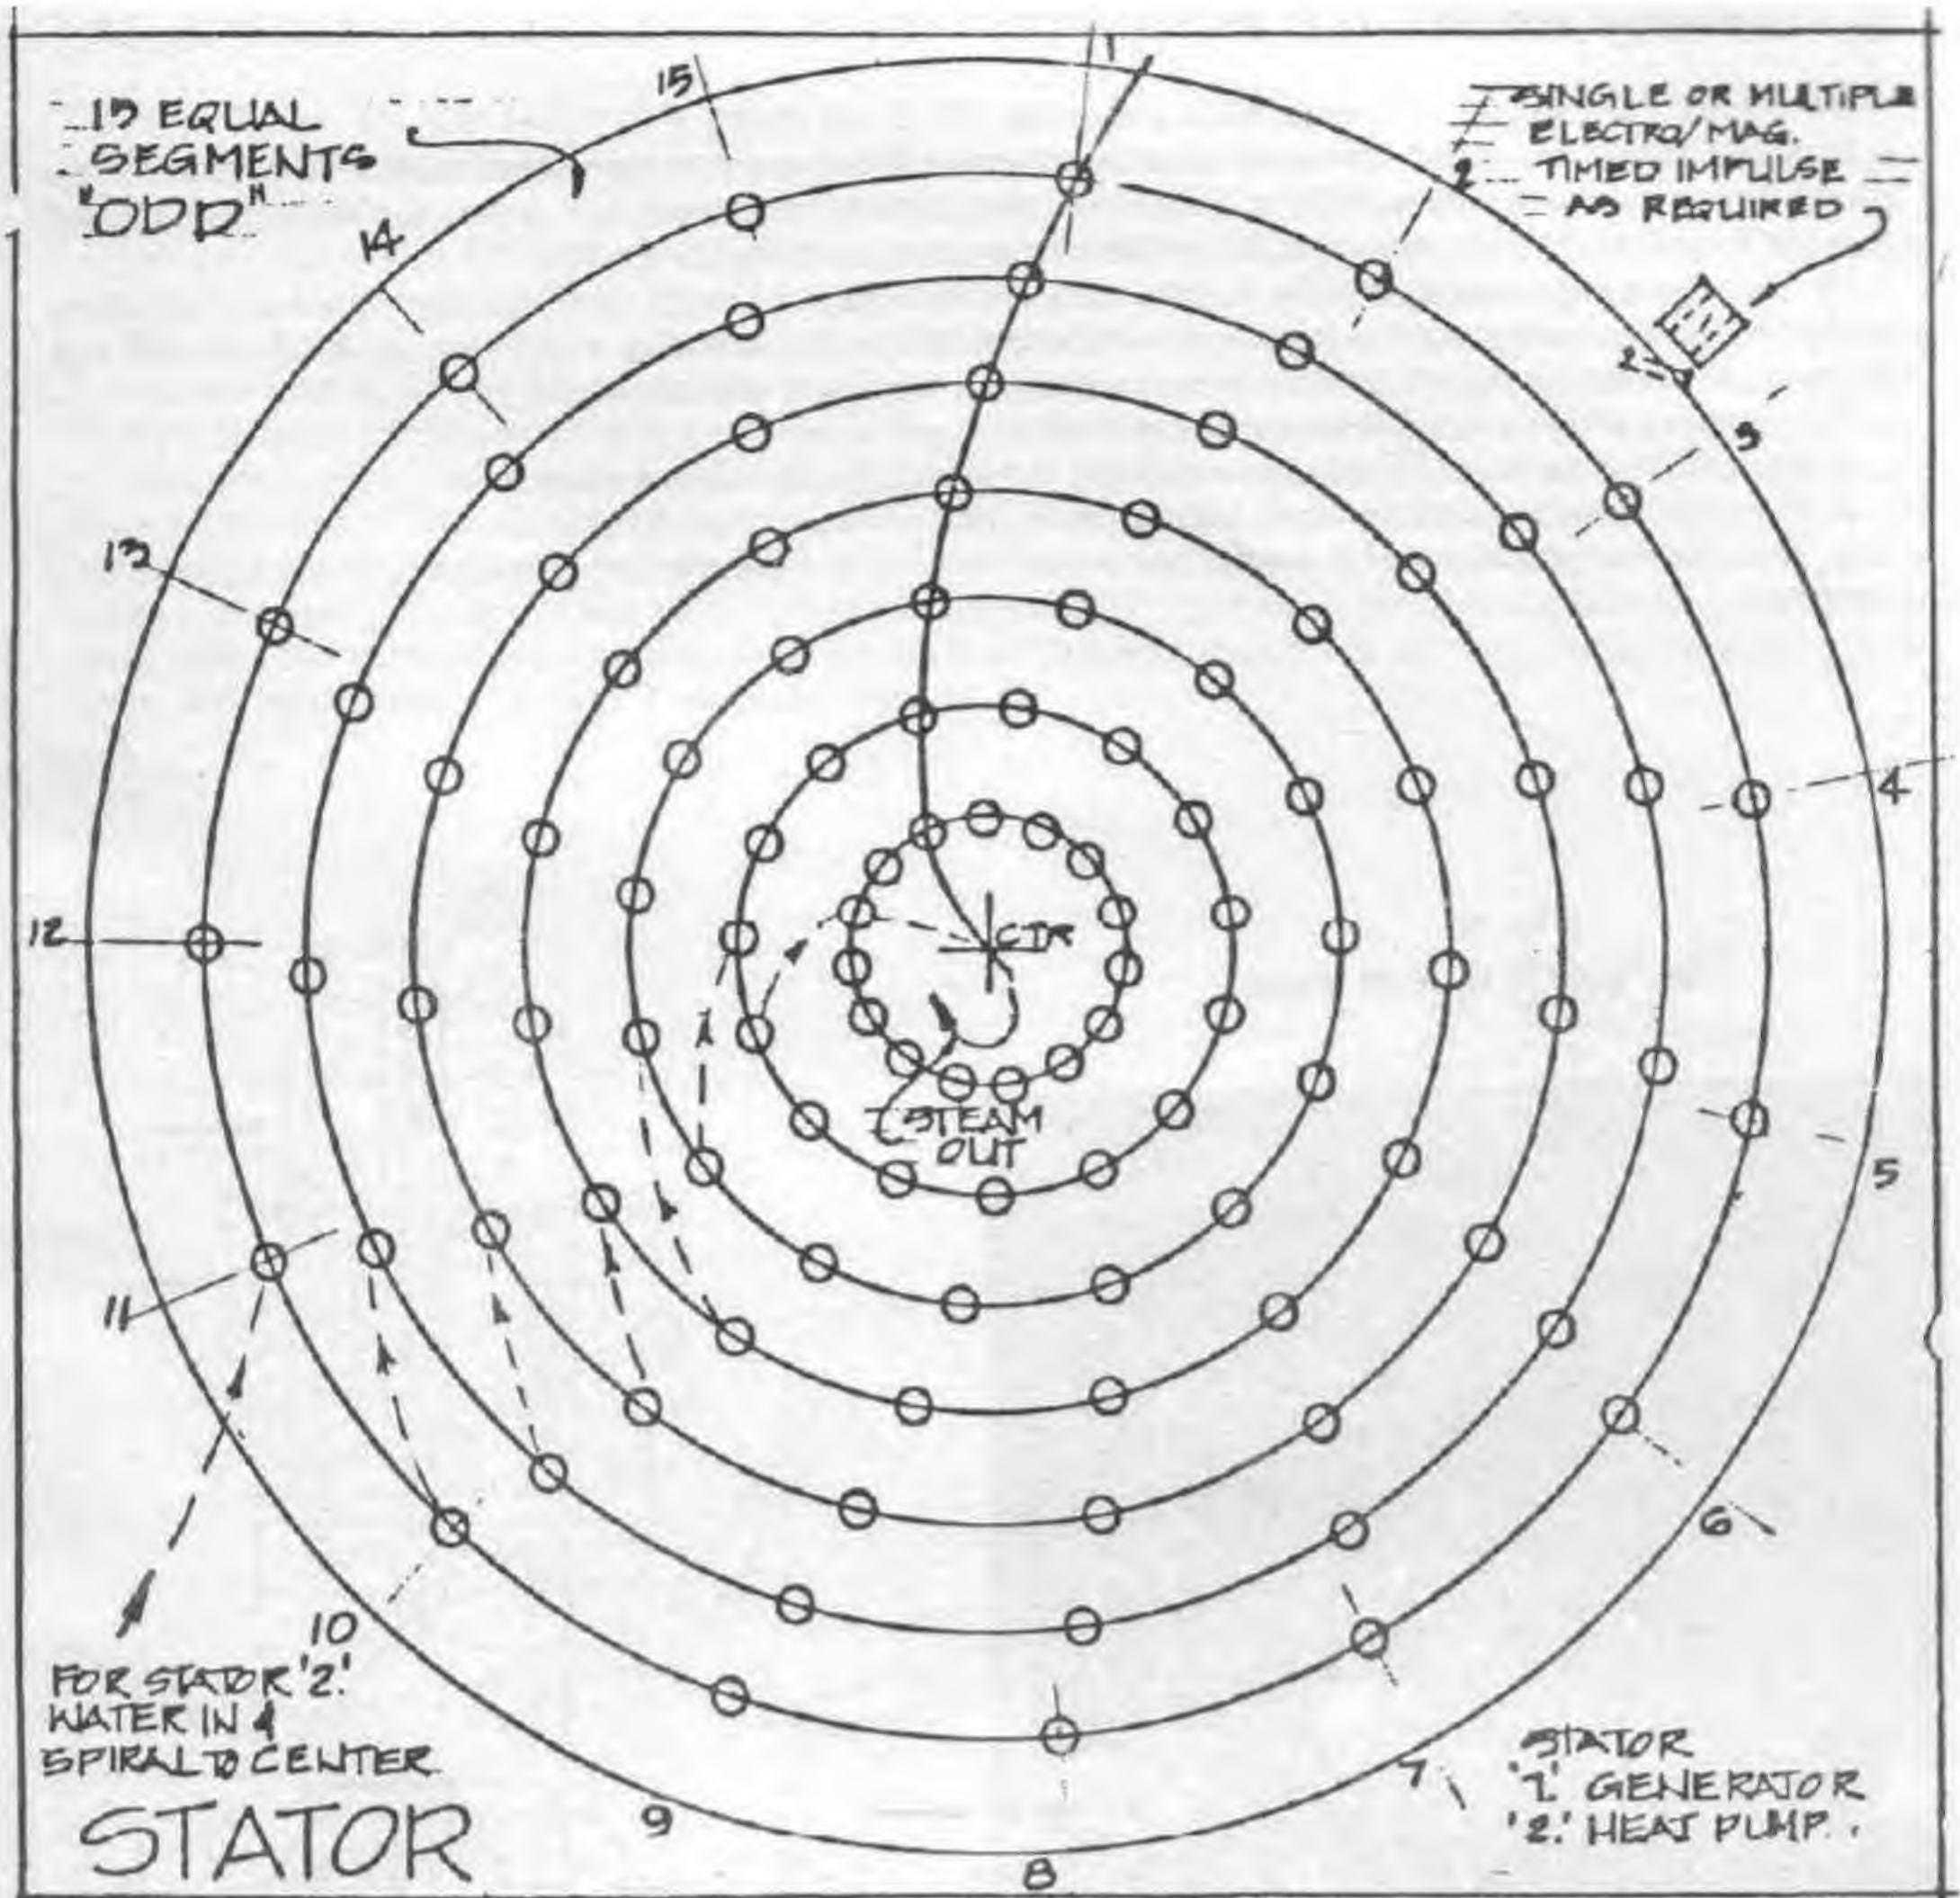 15 EQUAL
SEGMENTS
"ODD"
15
1
SINGLE OR MULTIPLE
ELECTRO/MAG.
TIMED IMPULSE
AS REQUIRED
2
14
2
3
13
4
12
CTR
STEAM
OUT
5
11
6
10
FOR STATOR '2'.
WATER IN &
SPIRAL TO CENTER
STATOR
9
8
7
STATOR
'1.' GENERATOR
'2.' HEAT PUMP.